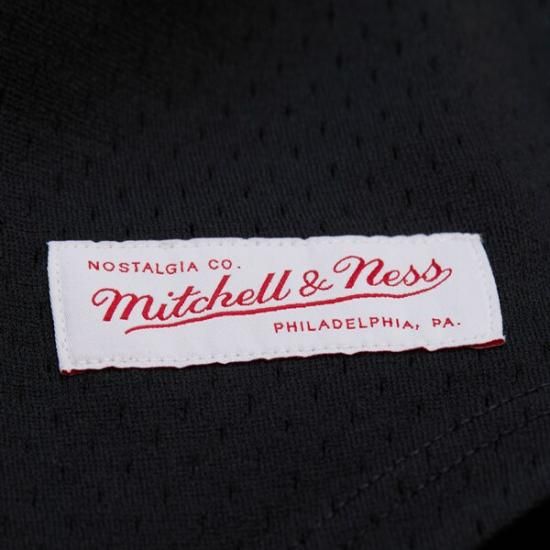 NOSTALGIA CO.
Mitchell & Ness
PHILADELPHIA, PA.